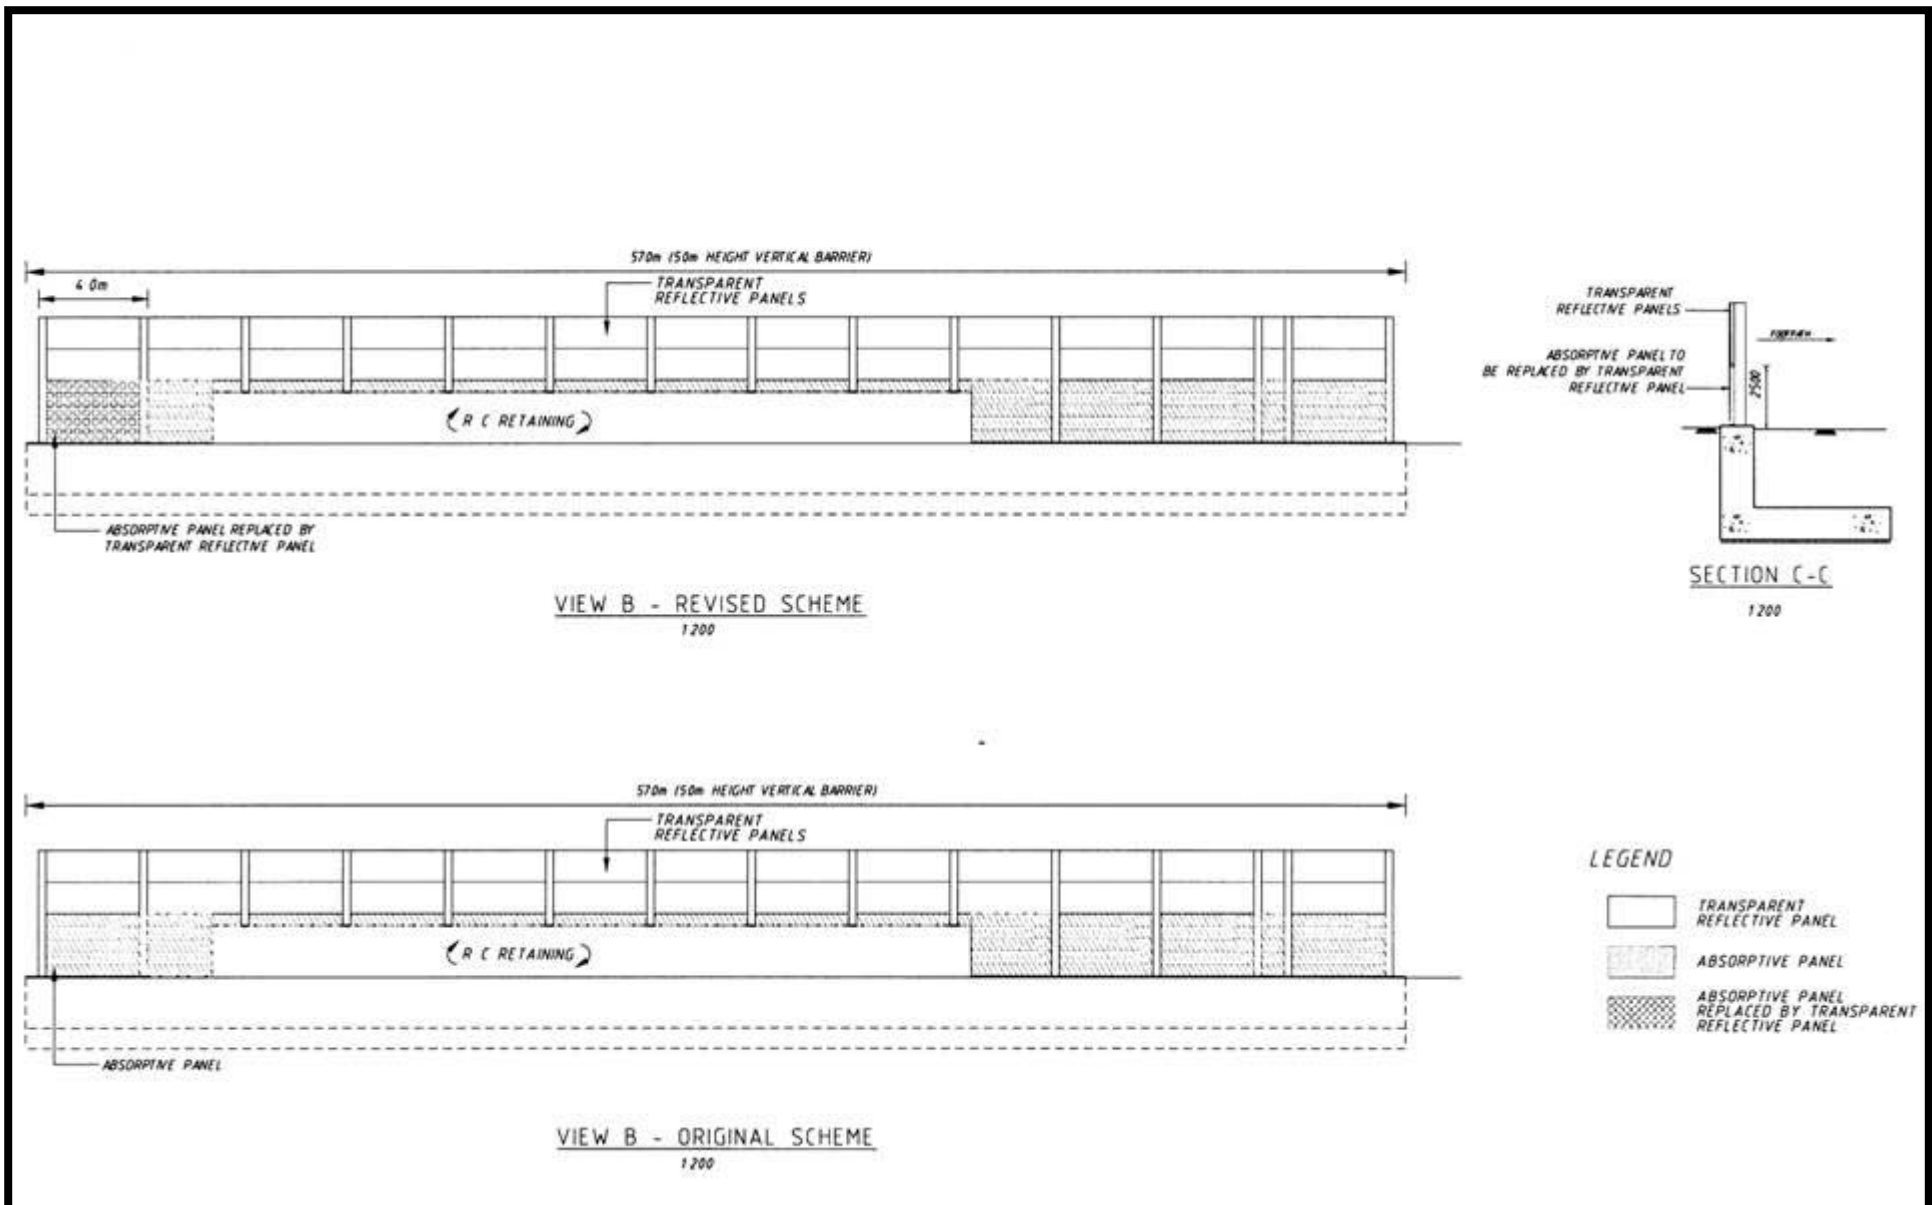 570m (50m HEIGHT VERTICAL BARRIER)
4 0m
TRANSPARENT
REFLECTIVE PANELS
R C RETAINING
ABSORPTIVE PANEL REPLACED BY
TRANSPARENT REFLECTIVE PANEL
VIEW B - REVISED SCHEME
1 200
TRANSPARENT
REFLECTIVE PANELS
FOOTPATH
ABSORPTIVE PANEL TO
BE REPLACED BY TRANSPARENT
REFLECTIVE PANEL
2500
SECTION C-C
1 200
570m (50m HEIGHT VERTICAL BARRIER)
TRANSPARENT
REFLECTIVE PANELS
R C RETAINING
ABSORPTIVE PANEL
VIEW B - ORIGINAL SCHEME
1 200
LEGEND
TRANSPARENT
REFLECTIVE PANEL
ABSORPTIVE PANEL
ABSORPTIVE PANEL
REPLACED BY TRANSPARENT
REFLECTIVE PANEL